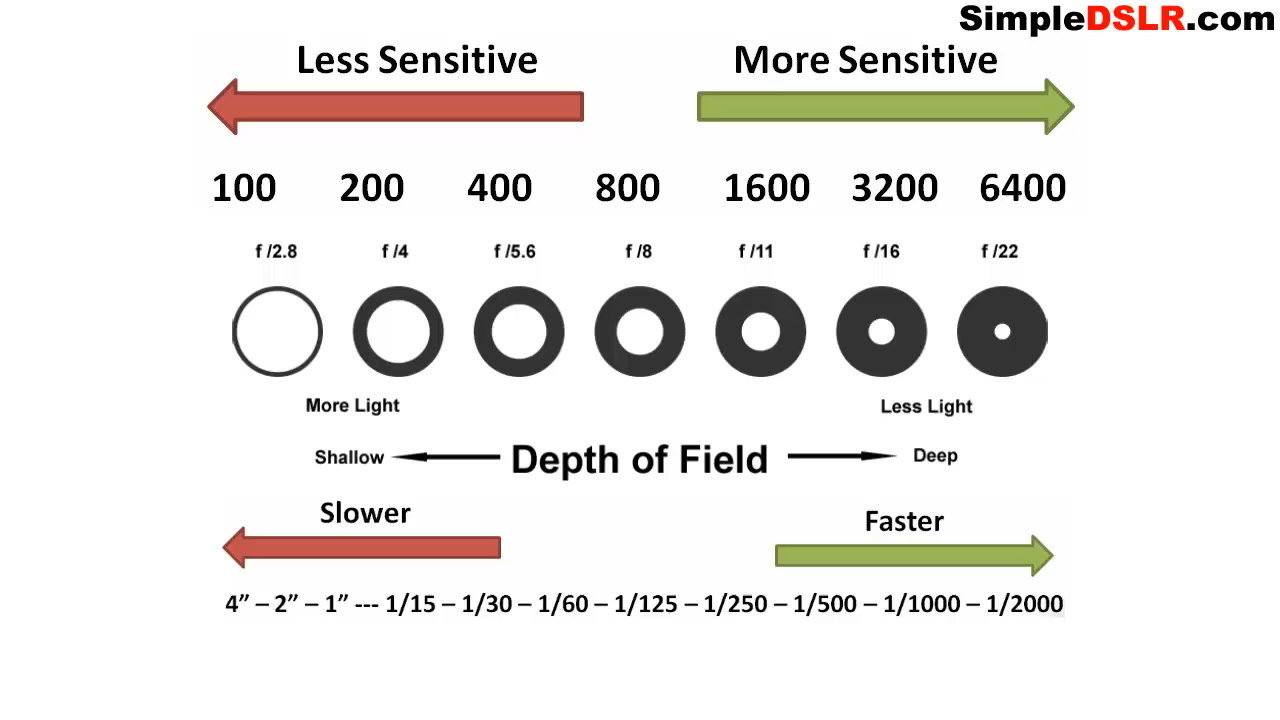 SimpleDSLR.com
Less Sensitive More Sensitive
100 200 400 800 1600 3200 6400
f /2.8 f /4 f /5.6 f /8 f /11 f /16 f /22
More Light Less Light
Shallow Depth of Field Deep
Slower Faster
4” – 2” – 1” --- 1/15 – 1/30 – 1/60 – 1/125 – 1/250 – 1/500 – 1/1000 – 1/2000